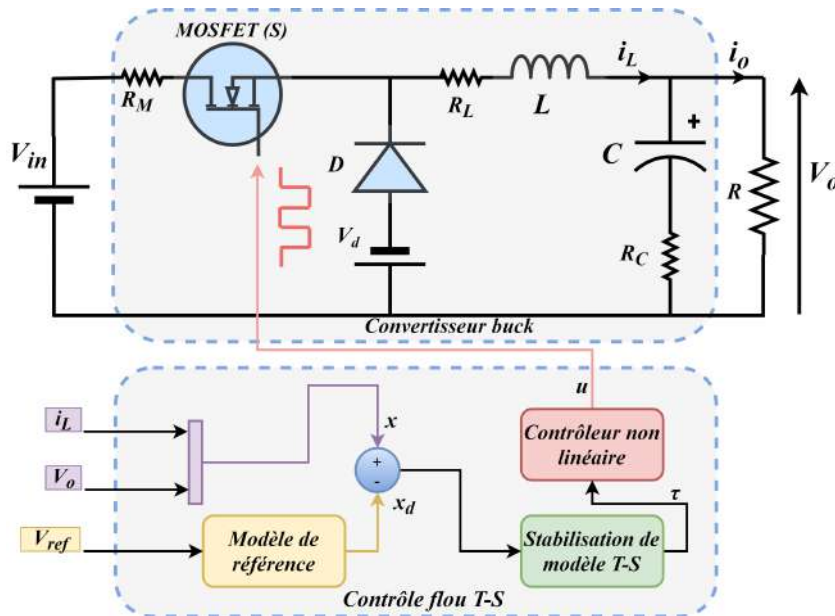 MOSFET (S)
R_M
V_in
D
V_d
R_L
L
i_L
i_o
+
C
R_C
R
V_o
Convertisseur buck
u
i_L
V_o
V_ref
x
+
-
x_d
Modèle de
référence
Contrôleur non
linéaire
τ
Stabilisation de
modèle T-S
Contrôle flou T-S